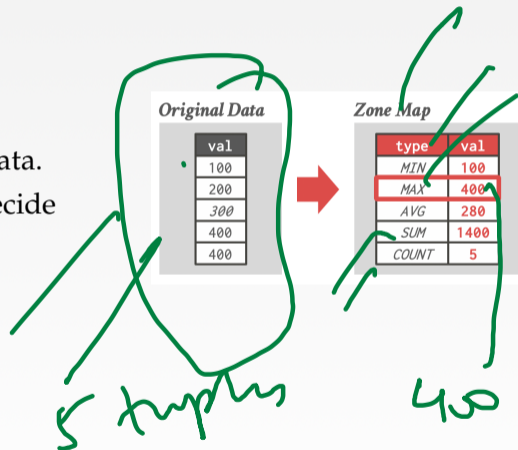 ata.
ecide
Original Data
val
100
200
300
400
400
Zone Map
type val
MIN 100
MAX 400
AVG 280
SUM 1400
COUNT 5
5 tuples
400